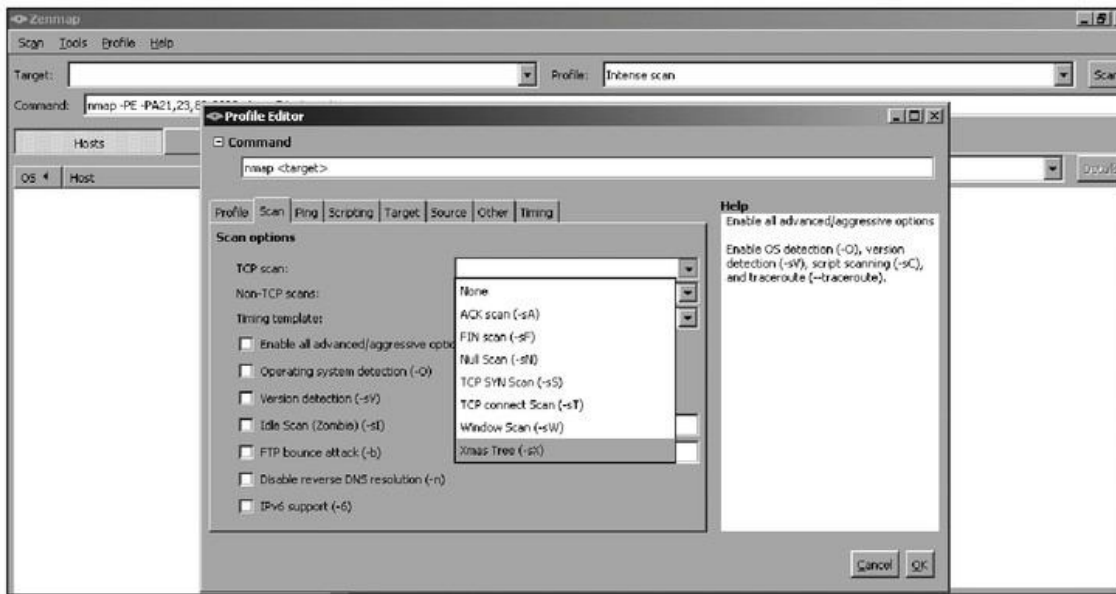 Zenmap
Scan Tools Profile Help
Target: Profile: Intense scan
Command: nmap -PE -PA21,23,
Profile Editor
Hosts
Command
nmap <target>
OS Host
Profile Scan Ping Scripting Target Source Other Timing
Help
Enable all advanced/aggressive options
Enable OS detection (-O), version
detection (-sV), script scanning (-sC),
and traceroute (--traceroute).
Scan options
TCP scan:
Non-TCP scans:
Timing template:
None
ACK scan (-sA)
FIN scan (-sF)
Null Scan (-sN)
TCP SYN Scan (-sS)
TCP connect Scan (-sT)
Window Scan (-sW)
Xmas Tree (-sX)
Enable all advanced/aggressive
Operating system detection (-O)
Version detection (-sV)
Idle Scan (Zombie) (-sI)
FTP bounce attack (-b)
Disable reverse DNS resolution (-n)
IPv6 support (-6)
Cancel OK